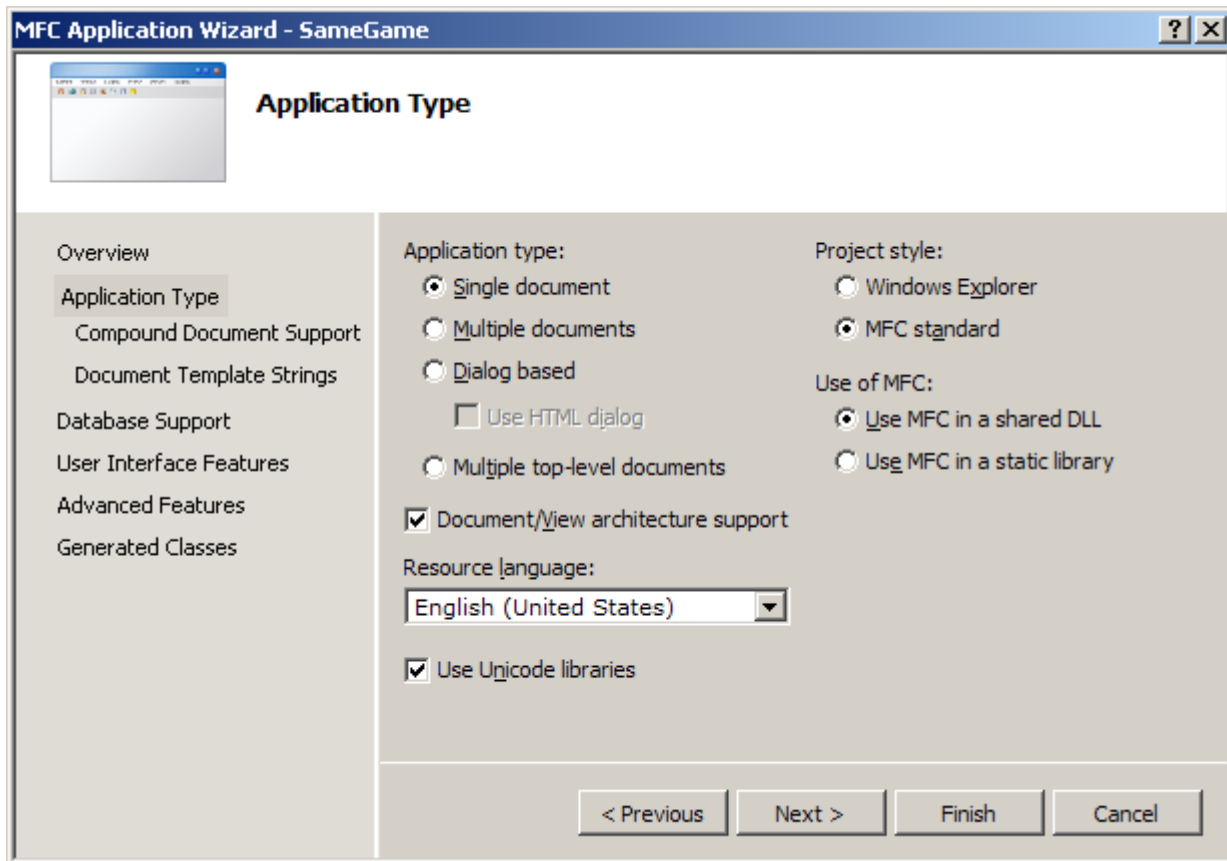 MFC Application Wizard - SameGame
Application Type
Overview
Application Type
Compound Document Support
Document Template Strings
Database Support
User Interface Features
Advanced Features
Generated Classes
Application type:
Single document
Multiple documents
Dialog based
Use HTML dialog
Multiple top-level documents
Document/View architecture support
Resource language:
English (United States)
Use Unicode libraries
Project style:
Windows Explorer
MFC standard
Use of MFC:
Use MFC in a shared DLL
Use MFC in a static library
< Previous
Next >
Finish
Cancel